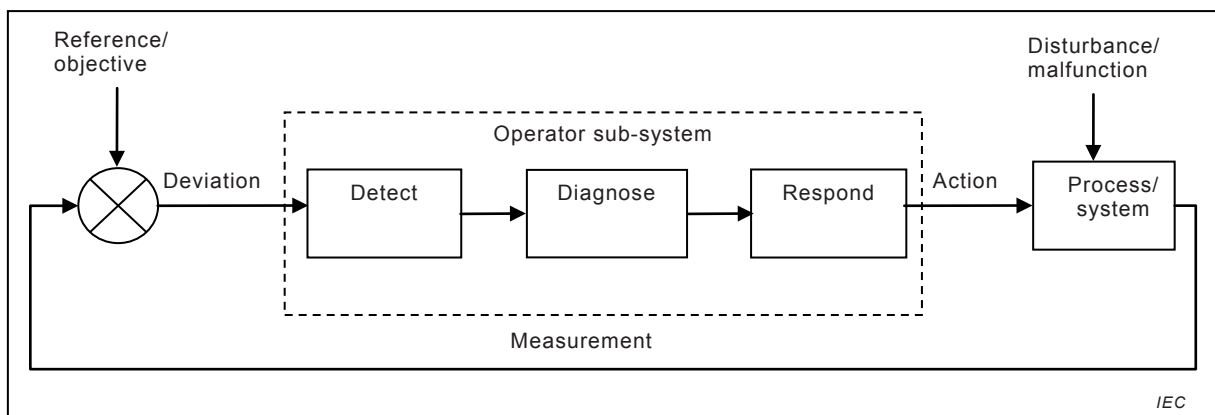 Reference/
objective
Disturbance/
malfunction
Operator sub-system
Deviation
Detect
Diagnose
Respond
Action
Process/
system
Measurement
IEC